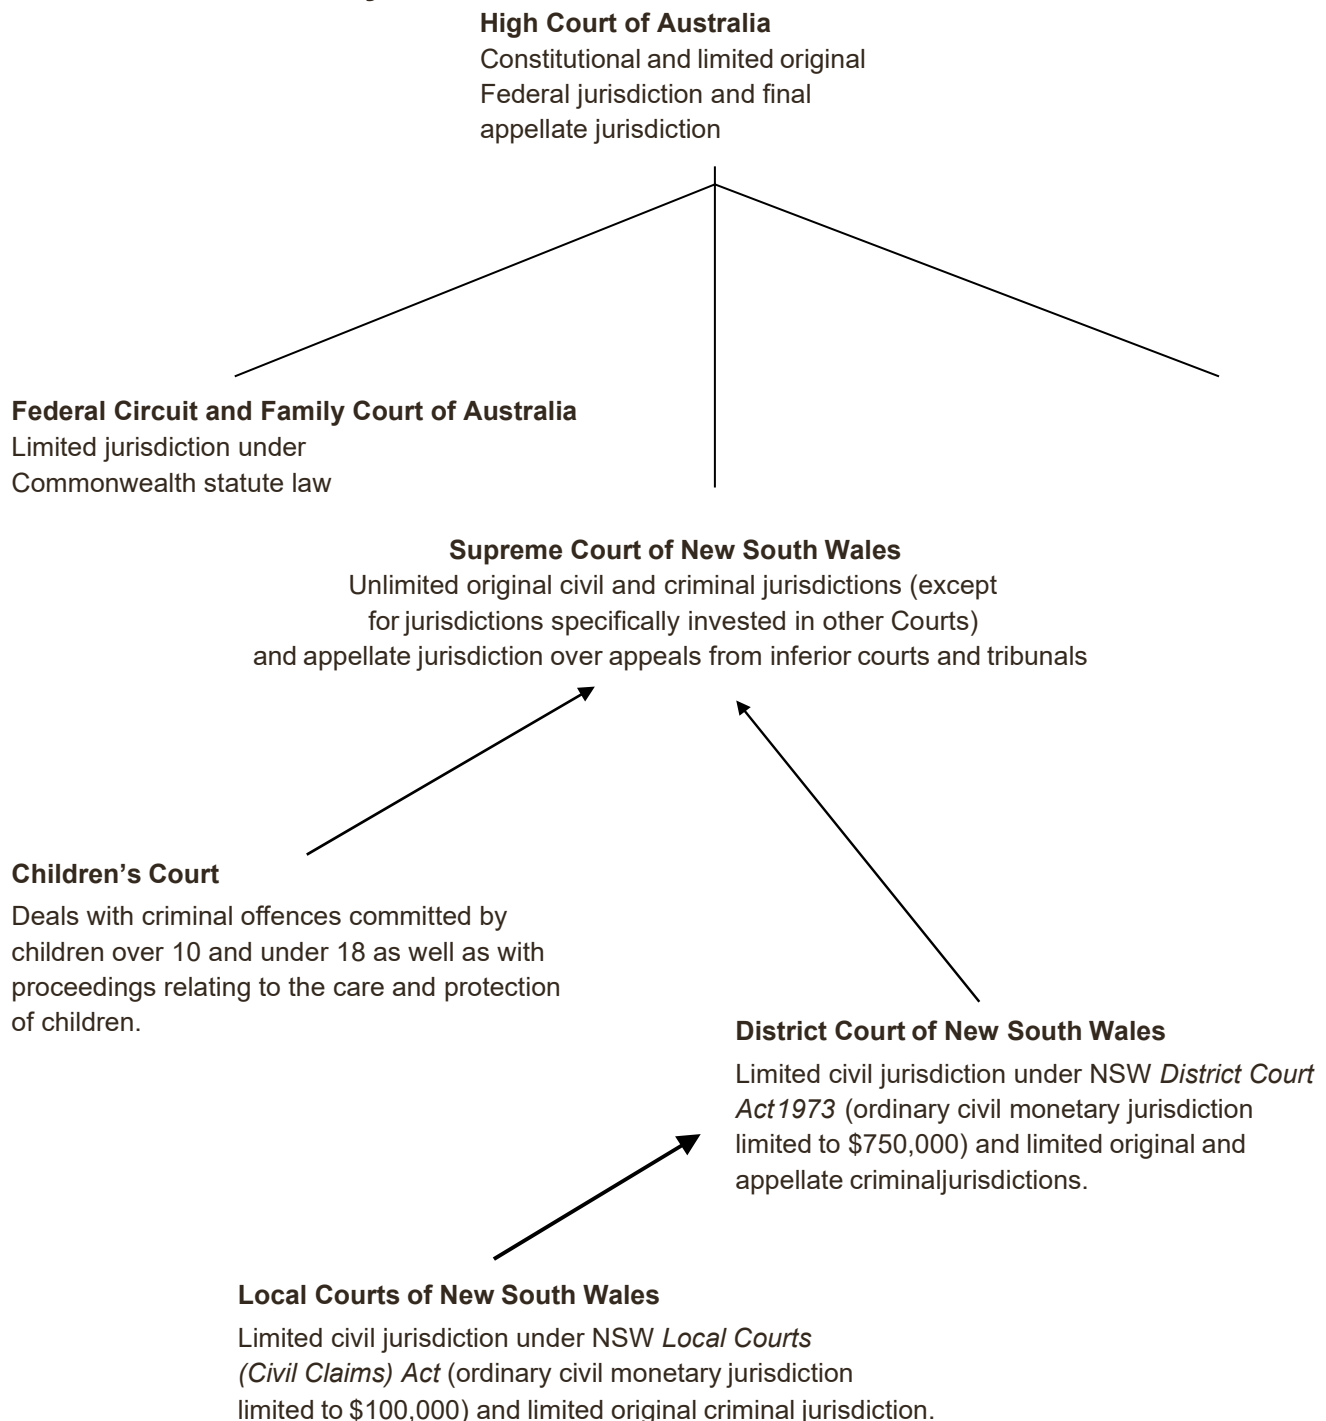 High Court of Australia
Constitutional and limited original
Federal jurisdiction and final
appellate jurisdiction
Federal Circuit and Family Court of Australia
Limited jurisdiction under
Commonwealth statute law
Supreme Court of New South Wales
Unlimited original civil and criminal jurisdictions (except
for jurisdictions specifically invested in other Courts)
and appellate jurisdiction over appeals from inferior courts and tribunals
Children’s Court
Deals with criminal offences committed by
children over 10 and under 18 as well as with
proceedings relating to the care and protection
of children.
District Court of New South Wales
Limited civil jurisdiction under NSW District Court
Act1973 (ordinary civil monetary jurisdiction
limited to $750,000) and limited original and
appellate criminaljurisdictions.
Local Courts of New South Wales
Limited civil jurisdiction under NSW Local Courts
(Civil Claims) Act (ordinary civil monetary jurisdiction
limited to $100,000) and limited original criminal jurisdiction.